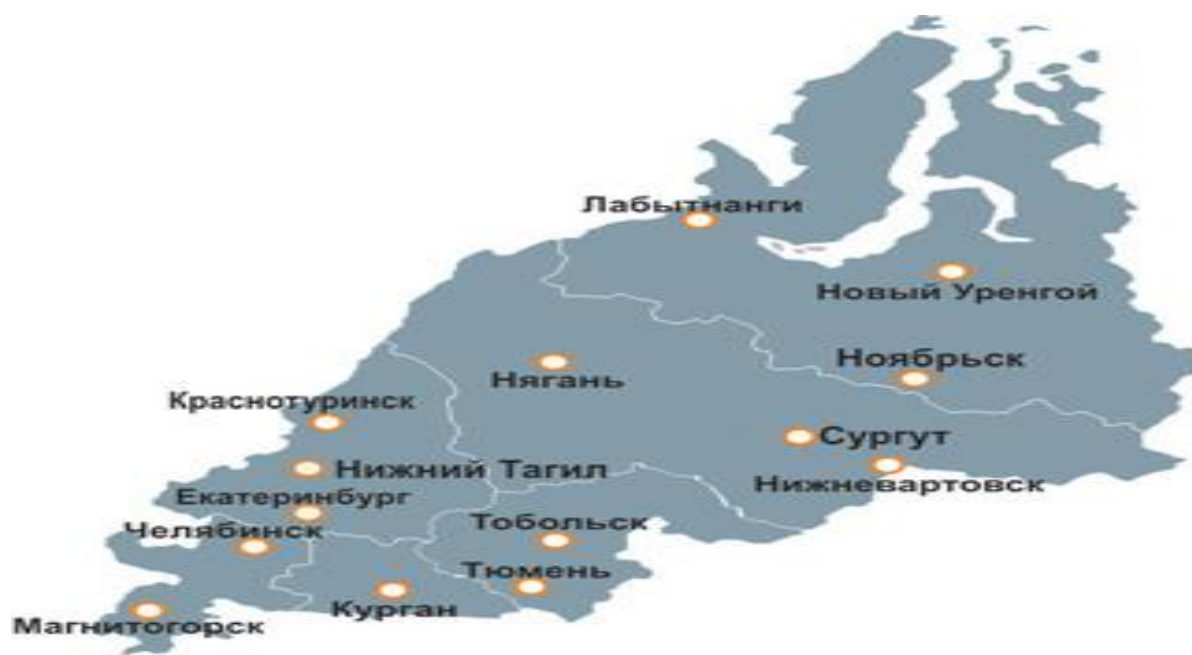 Лабытнанги
Новый Уренгой
Ноябрьск
Нягань
Краснотуринск
Сургут
Нижний Тагил
Нижневартовск
Екатеринбург
Тобольск
Челябинск
Тюмень
Курган
Магнитогорск